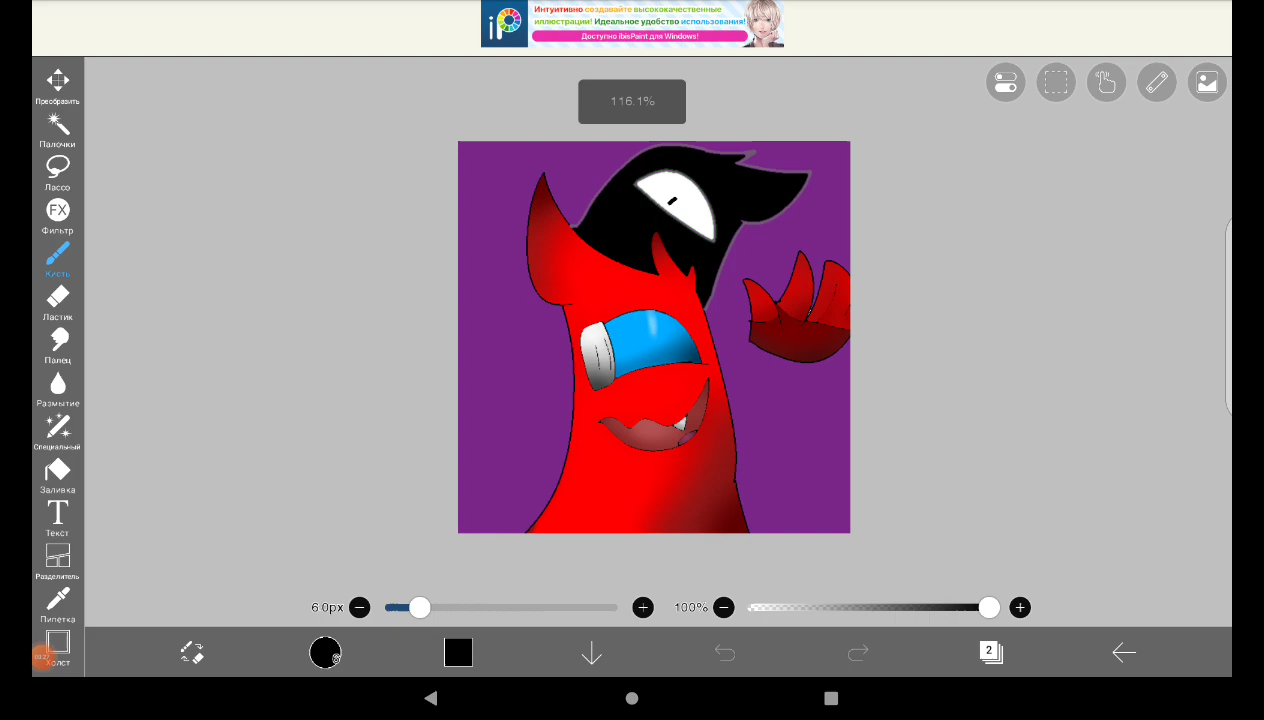 Интуитивно создавайте высококачественные
иллюстрации! Идеальное удобство использования!
Доступно ibisPaint для Windows!
116.1%
Преобразить
Палочки
Лассо
FX
Фильтр
Кисть
Ластик
Палец
Размытие
Специальный
Заливка
T
Текст
Разделитель
Пипетка
Холст
6.0px
100%
2